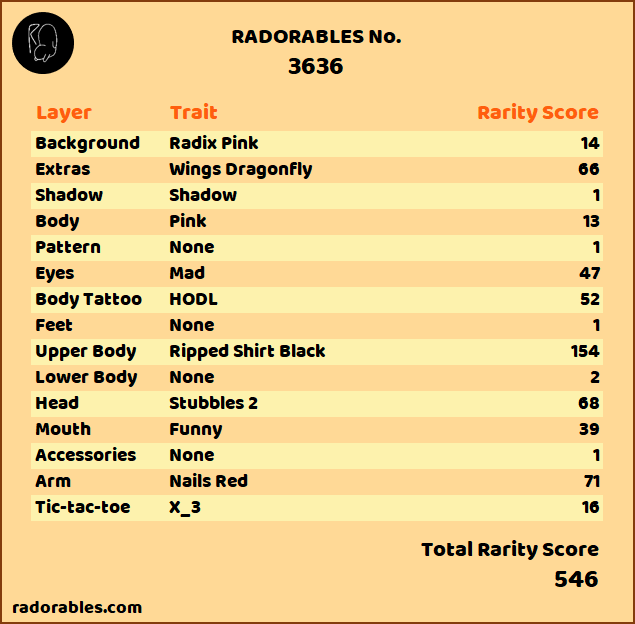 RADORABLES No.
3636
Layer Trait Rarity Score
Background Radix Pink 14
Extras Wings Dragonfly 66
Shadow Shadow 1
Body Pink 13
Pattern None 1
Eyes Mad 47
Body Tattoo HODL 52
Feet None 1
Upper Body Ripped Shirt Black 154
Lower Body None 2
Head Stubbles 2 68
Mouth Funny 39
Accessories None 1
Arm Nails Red 71
Tic-tac-toe X_3 16
Total Rarity Score
546
radorables.com